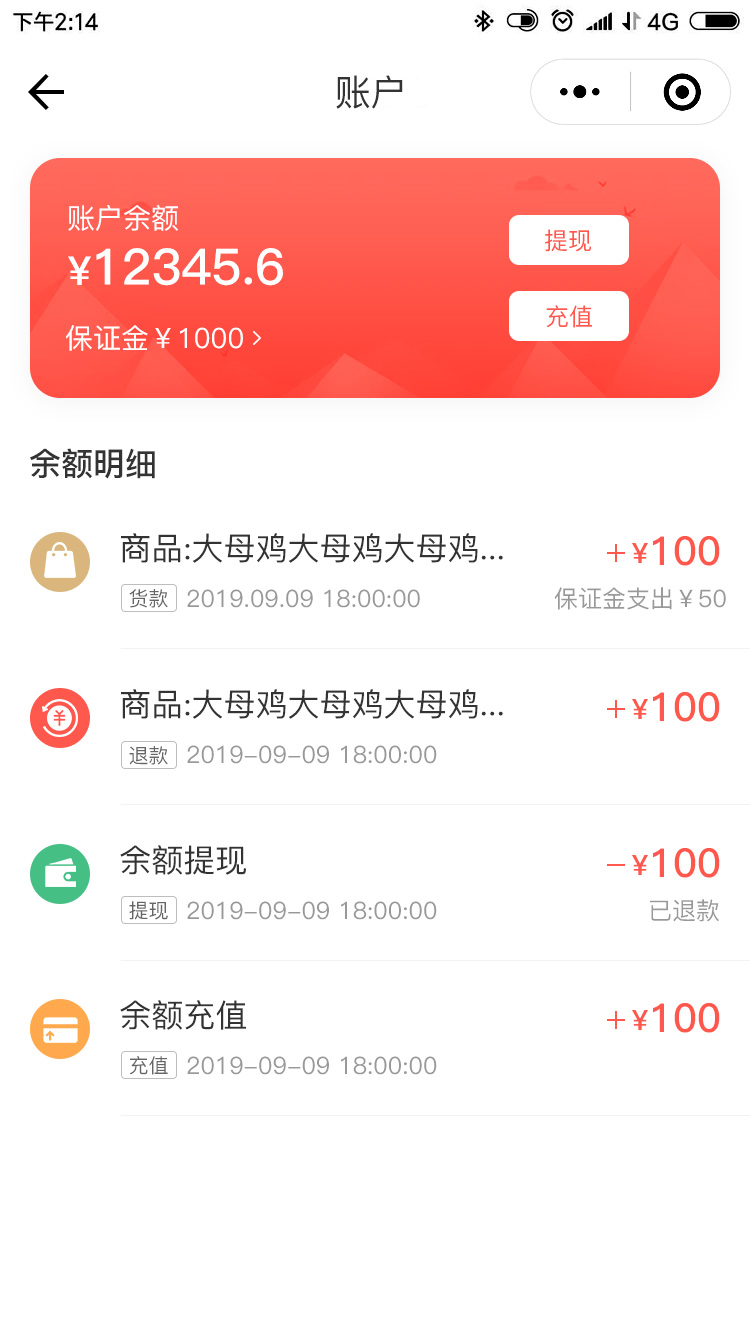 下午2:14
4G
账户
账户余额
¥12345.6
提现
充值
保证金￥1000
余额明细
商品:大母鸡大母鸡大母鸡...
+¥100
货款 2019.09.09 18:00:00
保证金支出￥50
商品:大母鸡大母鸡大母鸡...
+¥100
退款 2019-09-09 18:00:00
余额提现
-¥100
提现 2019-09-09 18:00:00
已退款
余额充值
+¥100
充值 2019-09-09 18:00:00